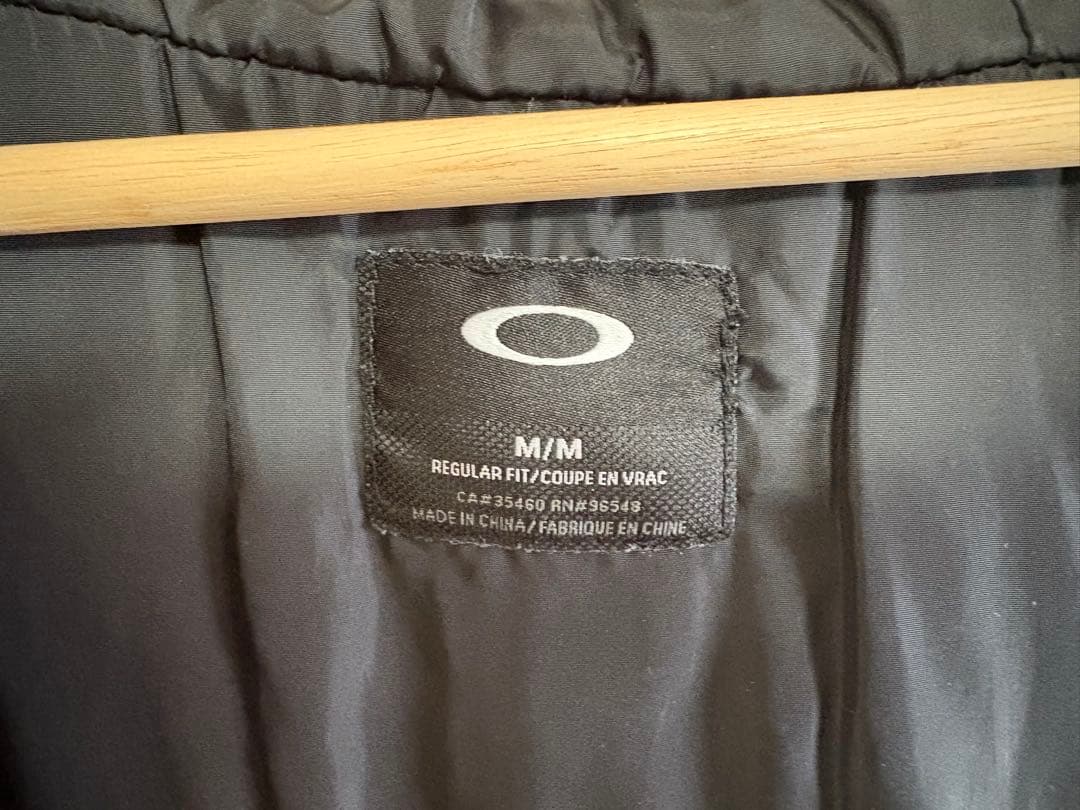 M/M
REGULAR FIT/COUPE EN VRAC
CA#35460 RN#96548
MADE IN CHINA/FABRIQUE EN CHINE